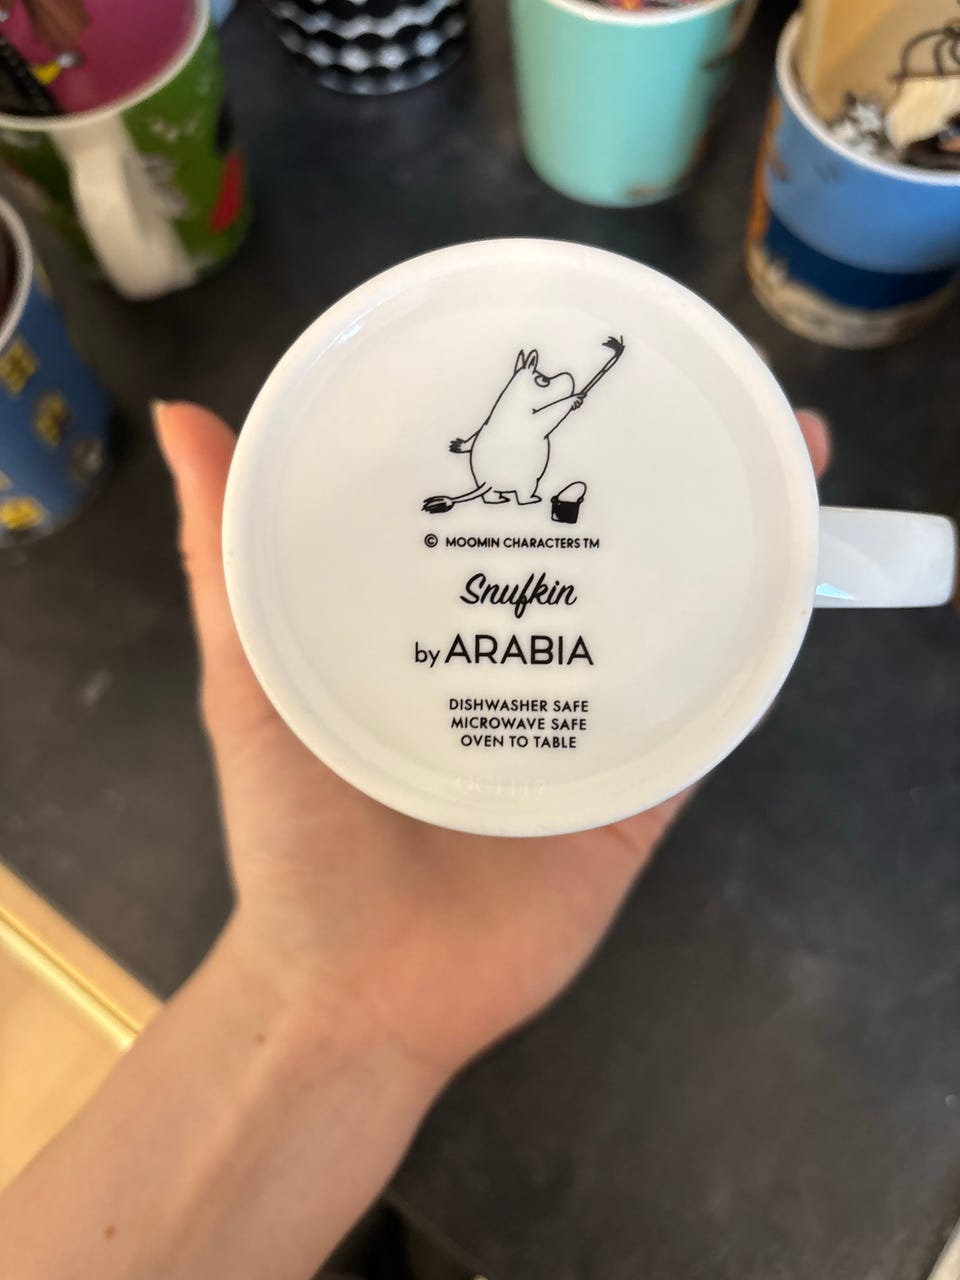 © MOOMIN CHARACTERS TM
Snufkin
by ARABIA
DISHWASHER SAFE
MICROWAVE SAFE
OVEN TO TABLE